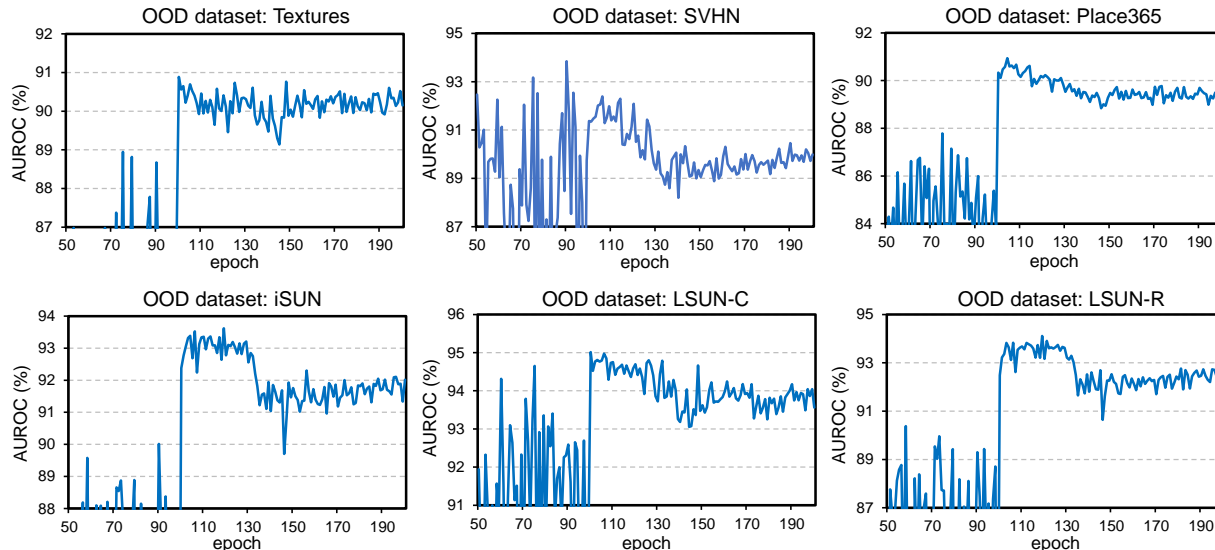 OOD dataset: Textures
AUROC (%)
92
91
90
89
88
87
50 70 90 110 130 150 170 190
epoch
OOD dataset: SVHN
AUROC (%)
95
93
91
89
87
50 70 90 110 130 150 170 190
epoch
OOD dataset: Place365
AUROC (%)
92
90
88
86
84
50 70 90 110 130 150 170 190
epoch
OOD dataset: iSUN
AUROC (%)
94
93
92
91
90
89
88
50 70 90 110 130 150 170 190
epoch
OOD dataset: LSUN-C
AUROC (%)
96
95
94
93
92
91
50 70 90 110 130 150 170 190
epoch
OOD dataset: LSUN-R
AUROC (%)
95
93
91
89
87
50 70 90 110 130 150 170 190
epoch